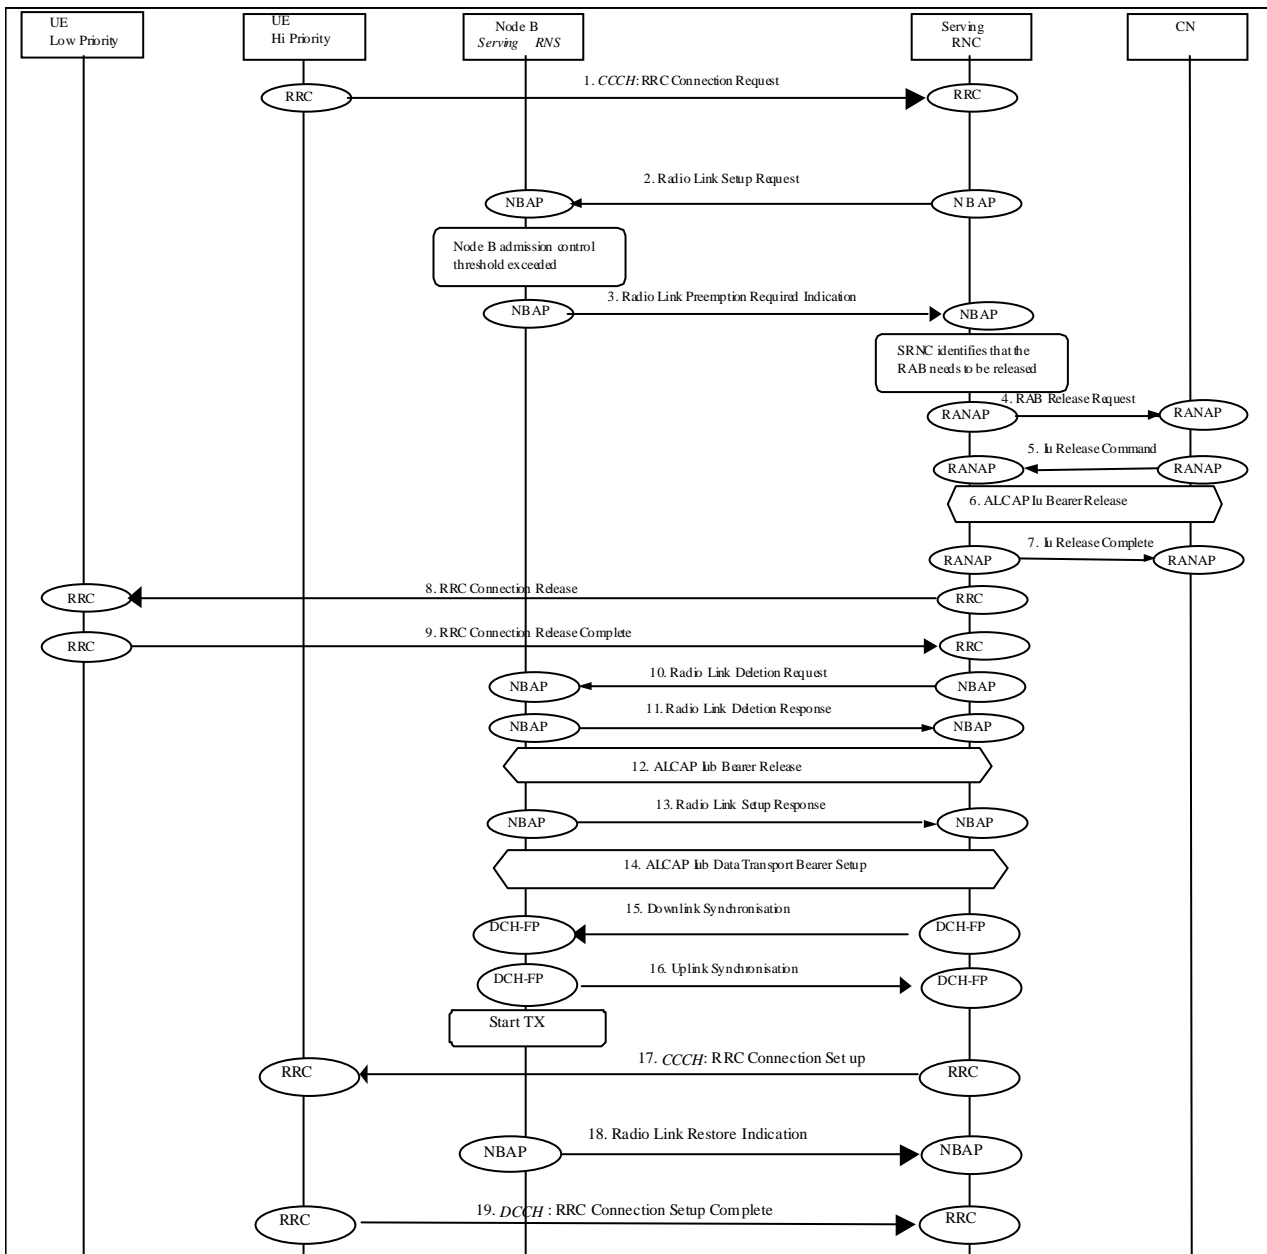 UE
Low Priority
UE
Hi Priority
Node B
Serving RNS
Serving
RNC
CN
1. CCCH: RRC Connection Request
RRC
RRC
2. Radio Link Setup Request
NBAP
NBAP
Node B admission control
threshold exceeded
3. Radio Link Preemption Required Indication
NBAP
NBAP
SRNC identifies that the
RAB needs to be released
4. RAB Release Request
RANAP
RANAP
5. Iu Release Command
RANAP
RANAP
6. ALCAP Iu Bearer Release
7. Iu Release Complete
RANAP
RANAP
8. RRC Connection Release
RRC
RRC
9. RRC Connection Release Complete
RRC
RRC
10. Radio Link Deletion Request
NBAP
NBAP
11. Radio Link Deletion Response
NBAP
NBAP
12. ALCAP Iub Bearer Release
13. Radio Link Setup Response
NBAP
NBAP
14. ALCAP Iub Data Transport Bearer Setup
15. Downlink Synchronisation
DCH-FP
DCH-FP
16. Uplink Synchronisation
DCH-FP
DCH-FP
Start TX
17. CCCH: RRC Connection Set up
RRC
RRC
18. Radio Link Restore Indication
NBAP
NBAP
19. DCCH : RRC Connection Setup Complete
RRC
RRC